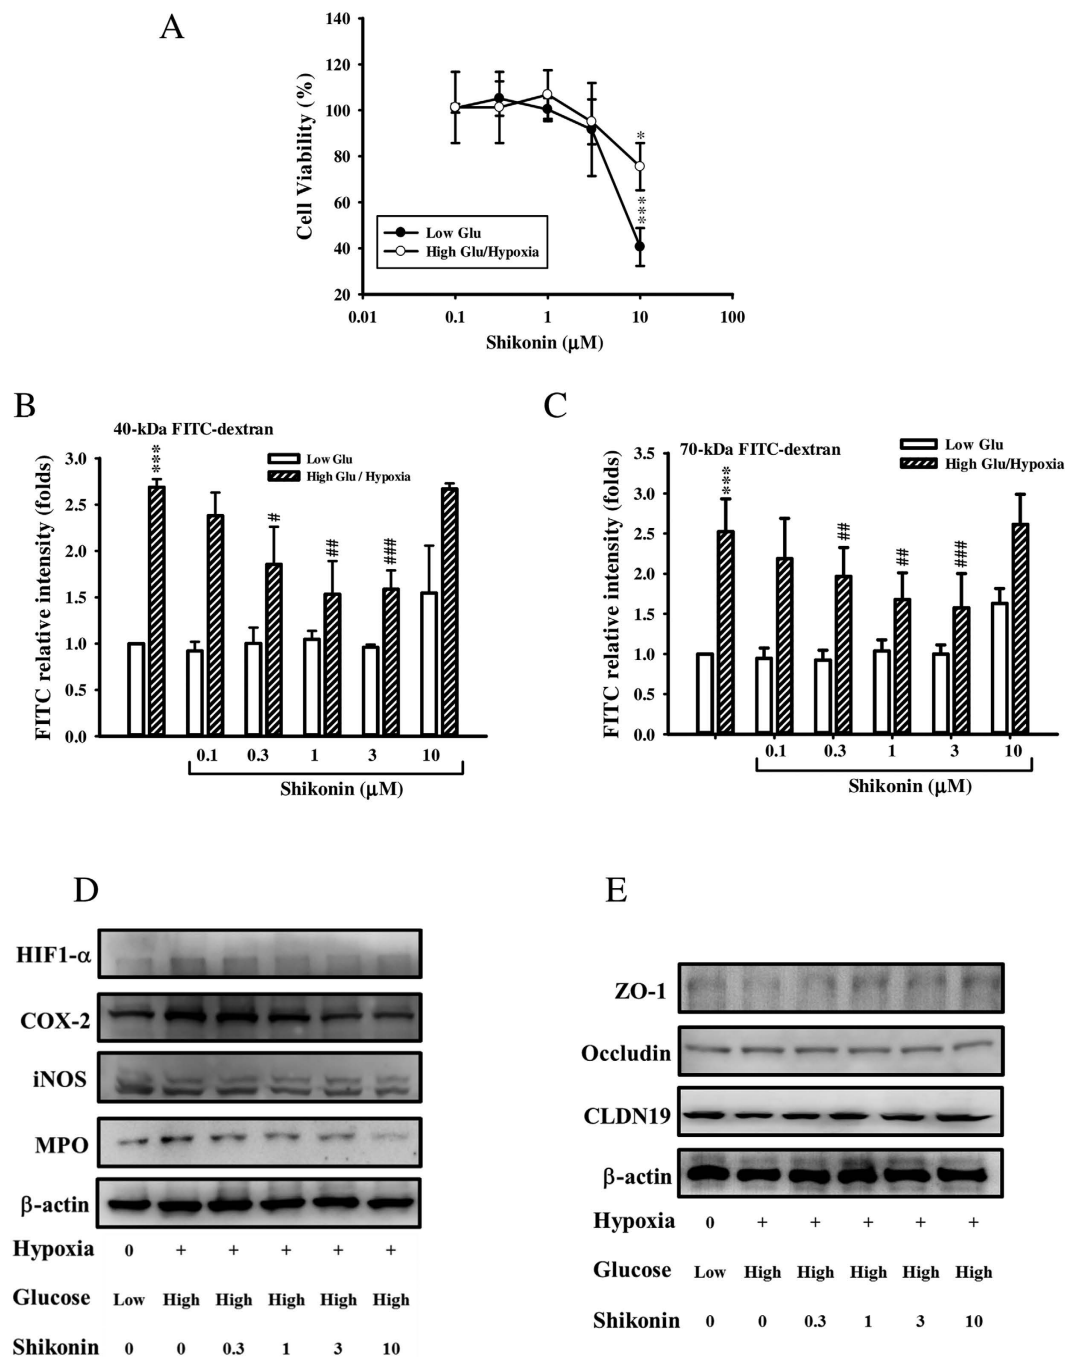 A
140
120
100
80
60
40
20
Cell Viability (%)
*
***
Low Glu
High Glu/Hypoxia
0.01 0.1 1 10 100
Shikonin (μM)
B
40-kDa FITC-dextran
Low Glu
High Glu / Hypoxia
FITC relative intensity (folds)
3.0
2.5
2.0
1.5
1.0
0.5
0.0
***
#
##
###
0.1 0.3 1 3 10
Shikonin (μM)
C
70-kDa FITC-dextran
Low Glu
High Glu/Hypoxia
FITC relative intensity (folds)
3.5
3.0
2.5
2.0
1.5
1.0
0.5
0.0
***
##
##
###
0.1 0.3 1 3 10
Shikonin (μM)
D
HIF1-α
COX-2
iNOS
MPO
β-actin
Hypoxia 0 + + + + +
Glucose Low High High High High High
Shikonin 0 0 0.3 1 3 10
E
ZO-1
Occludin
CLDN19
β-actin
Hypoxia 0 + + + + +
Glucose Low High High High High High
Shikonin 0 0 0.3 1 3 10